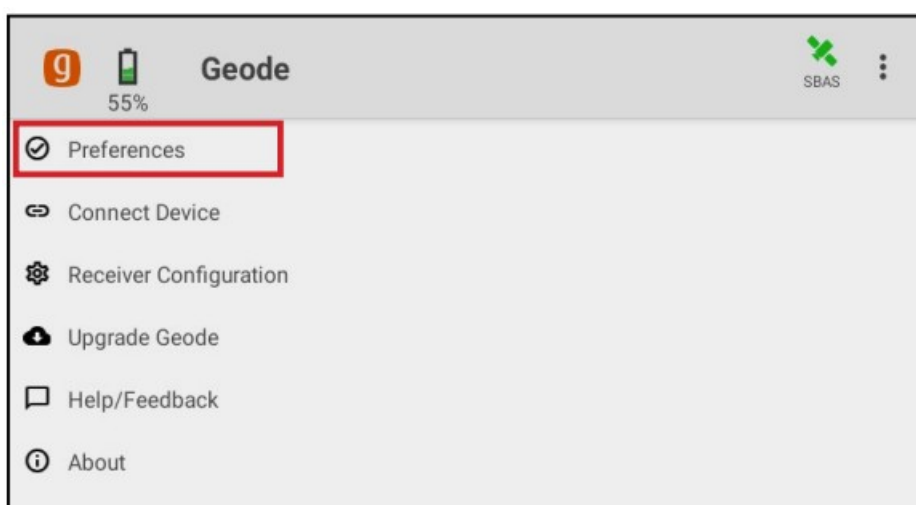 g
55%
Geode
SBAS
Preferences
Connect Device
Receiver Configuration
Upgrade Geode
Help/Feedback
About